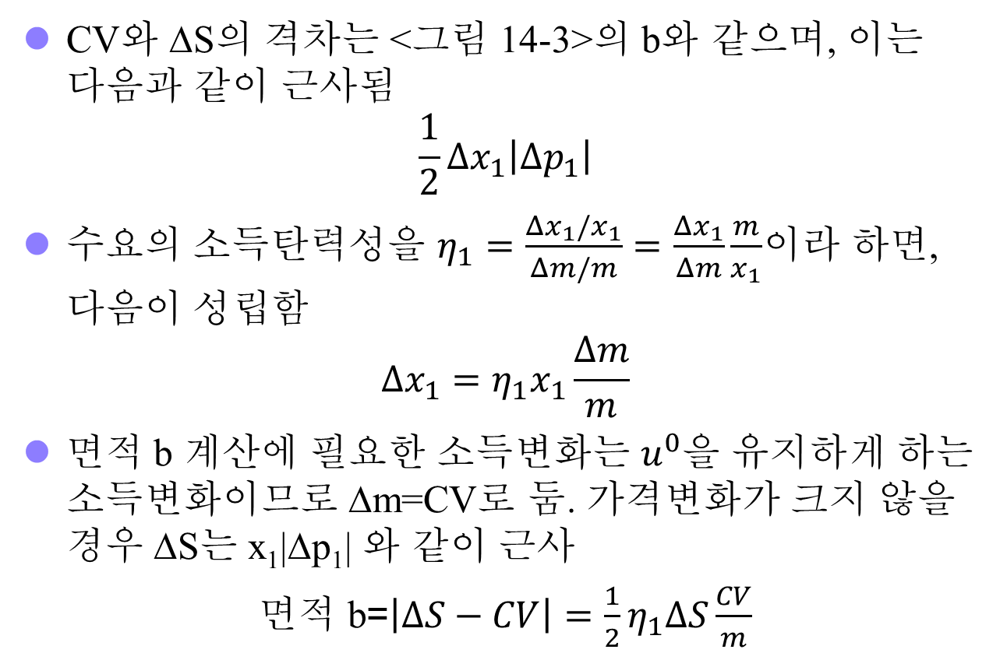 ● CV와 ΔS의 격차는 <그림 14-3>의 b와 같으며, 이는
다음과 같이 근사됨
$\frac{1}{2}\Delta x_1|\Delta p_1|$
● 수요의 소득탄력성을 $\eta_1 = \frac{\Delta x_1/x_1}{\Delta m/m} = \frac{\Delta x_1}{\Delta m}\frac{m}{x_1}$이라 하면,
다음이 성립함
$\Delta x_1 = \eta_1 x_1 \frac{\Delta m}{m}$
● 면적 b 계산에 필요한 소득변화는 $u^0$을 유지하게 하는
소득변화이므로 Δm=CV로 둠. 가격변화가 크지 않을
경우 ΔS는 x₁|Δp₁| 와 같이 근사
면적 b=$|\Delta S - CV| = \frac{1}{2}\eta_1 \Delta S \frac{CV}{m}$